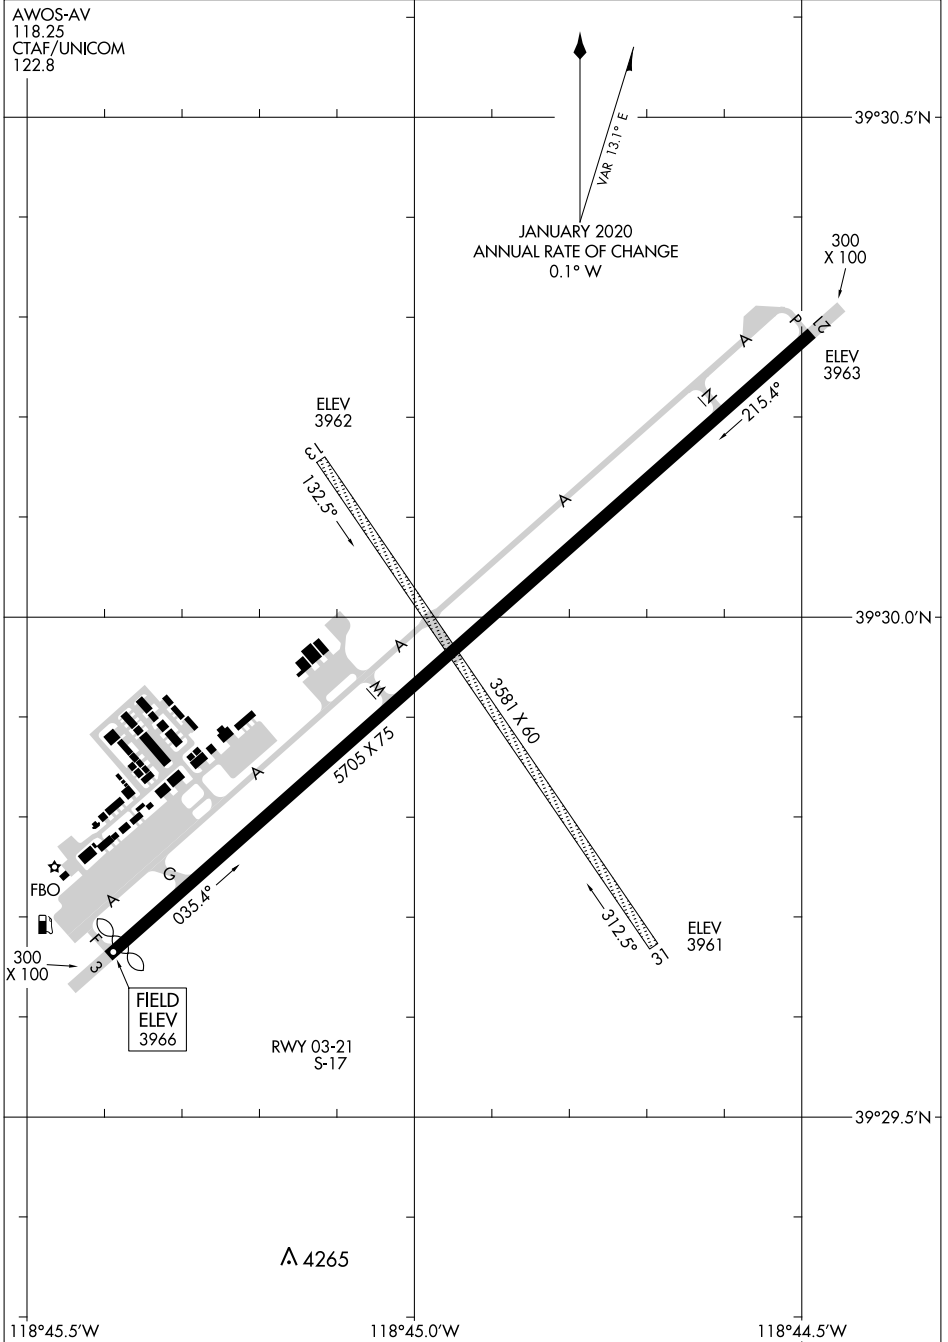 AWOS-AV
118.25
CTAF/UNICOM
122.8
39°30.5'N
VAR 13.1° E
JANUARY 2020
ANNUAL RATE OF CHANGE
0.1° W
300
X 100
P
21
A
ELEV
3963
N
215.4°
ELEV
3962
13
132.5°
A
39°30.0'N
A
M
3581 X 60
5705 X 75
A
G
035.4°
FBO
A
F
3
300
X 100
312.5°
31
ELEV
3961
FIELD
ELEV
3966
RWY 03-21
S-17
39°29.5'N
4265
118°45.5'W
118°45.0'W
118°44.5'W